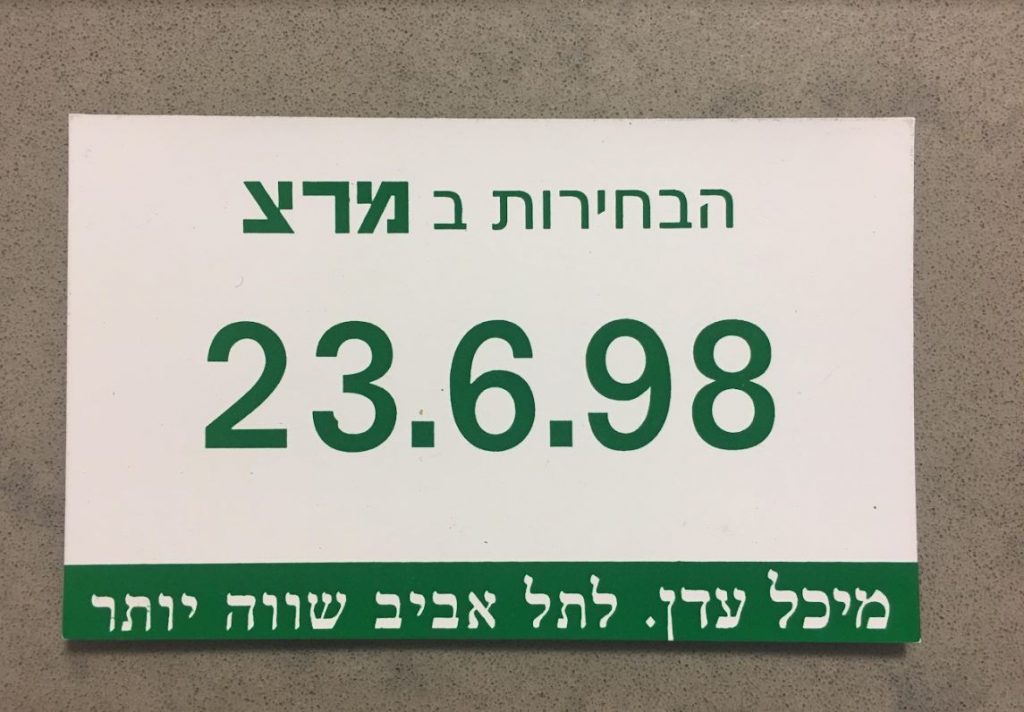 הבחירות ב מרצ
23.6.98
מיכל עדן. לתל אביב שווה יותר